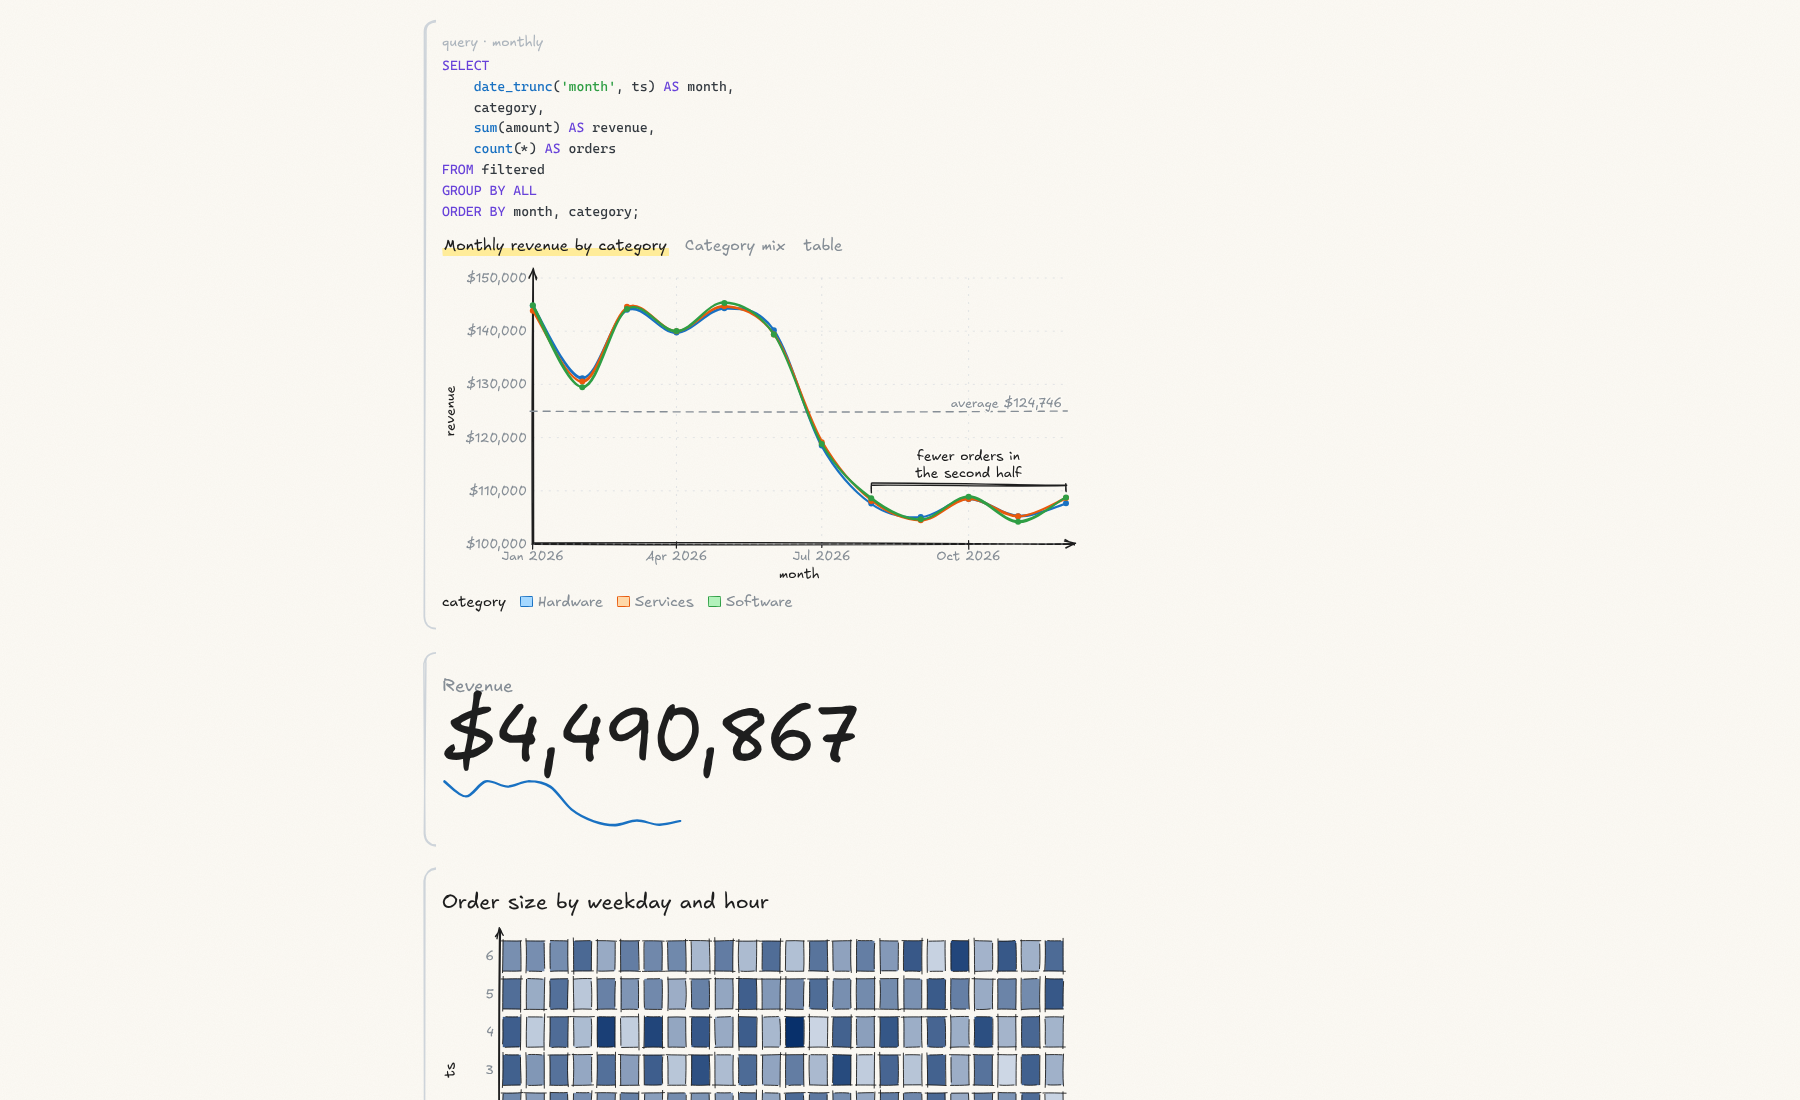 query · monthly
SELECT
    date_trunc('month', ts) AS month,
    category,
    sum(amount) AS revenue,
    count(*) AS orders
FROM filtered
GROUP BY ALL
ORDER BY month, category;
Monthly revenue by category Category mix table
$150,000
$140,000
$130,000
average $124,746
$120,000
fewer orders in
the second half
$110,000
$100,000
revenue
Jan 2026 Apr 2026 Jul 2026 Oct 2026
month
category Hardware Services Software
Revenue
$4,490,867
Order size by weekday and hour
6
5
4
3
ts